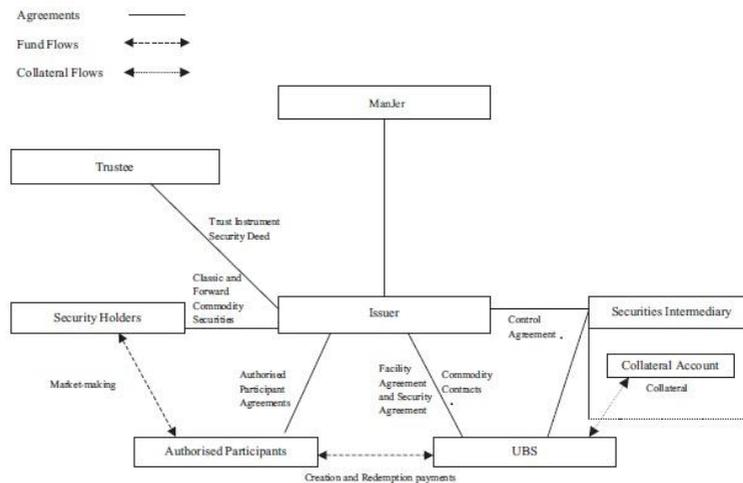 Agreements
Fund Flows
Collateral Flows
ManJer
Trustee
Trust Instrument
Security Deed
Classic and
Forward
Commodity
Securities
Security Holders
Issuer
Securities Intermediary
Control
Agreement
Collateral Account
Collateral
Market-making
Authorised
Participant
Agreements
Facility
Agreement
and Security
Agreement
Commodity
Contracts
Authorised Participants
UBS
Creation and Redemption payments